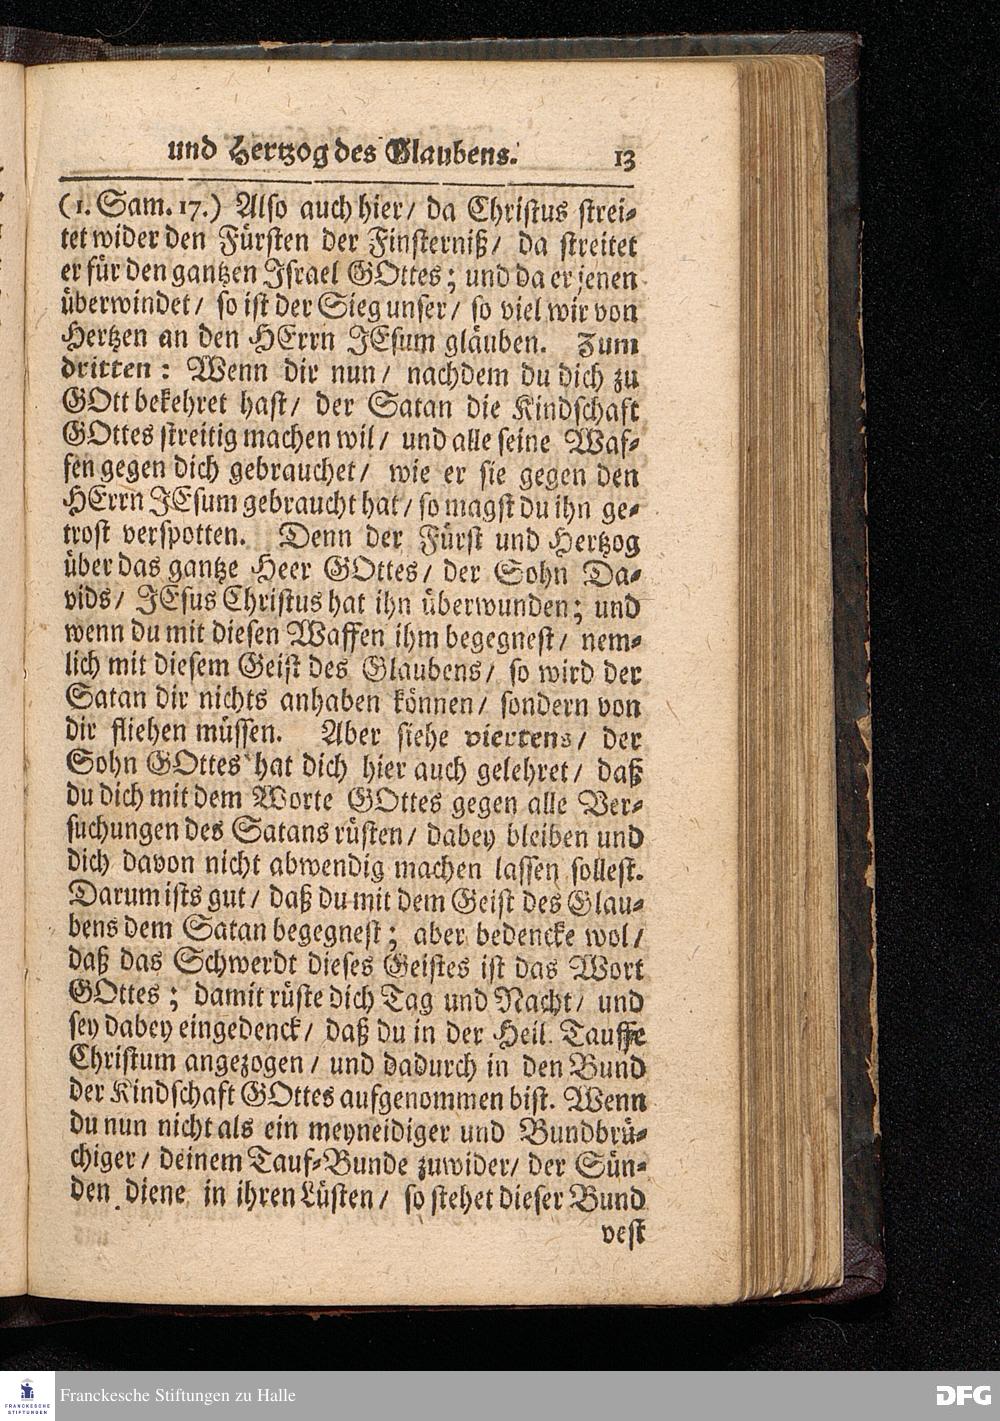 und Hertzog des Glaubens. 13
(1. Sam. 17.) Also auch hier/ da Christus strei-
tet wider den Fürsten der Finsterniß/ da streitet
er für den gantzen Israel GOttes; und da er jenen
überwindet/ so ist der Sieg unser/ so viel wir von
Hertzen an den HErrn JEsum gläuben. Zum
dritten: Wenn dir nun/ nachdem du dich zu
GOtt bekehret hast/ der Satan die Kindschaft
GOttes streitig machen wil/ und alle seine Waf-
fen gegen dich gebrauchet/ wie er sie gegen den
HErrn JEsum gebraucht hat/ so magst du ihn ge-
trost verspotten. Denn der Fürst und Hertzog
über das gantze Heer GOttes/ der Sohn Da-
vids/ JEsus Christus hat ihn überwunden; und
wenn du mit diesen Waffen ihm begegnest/ nem-
lich mit diesem Geist des Glaubens/ so wird der
Satan dir nichts anhaben können/ sondern von
dir fliehen müssen. Aber siehe viertens/ der
Sohn GOttes hat dich hier auch gelehret/ daß
du dich mit dem Worte GOttes gegen alle Ver-
suchungen des Satans rüsten/ dabey bleiben und
dich davon nicht abwendig machen lassen sollest.
Darum ists gut/ daß du mit dem Geist des Glau-
bens dem Satan begegnest; aber bedencke wol/
daß das Schwerdt dieses Geistes ist das Wort
GOttes; damit rüste dich Tag und Nacht/ und
sey dabey eingedenck/ daß du in der Heil. Tauffe
Christum angezogen/ und dadurch in den Bund
der Kindschaft GOttes aufgenommen bist. Wenn
du nun nicht als ein meyneidiger und Bundbrü-
chiger/ deinem Tauf-Bunde zuwider/ der Sün-
den diene in ihren Lüsten/ so stehet dieser Bund
vest
FRANCKESCHE STIFTUNGEN Franckesche Stiftungen zu Halle DFG